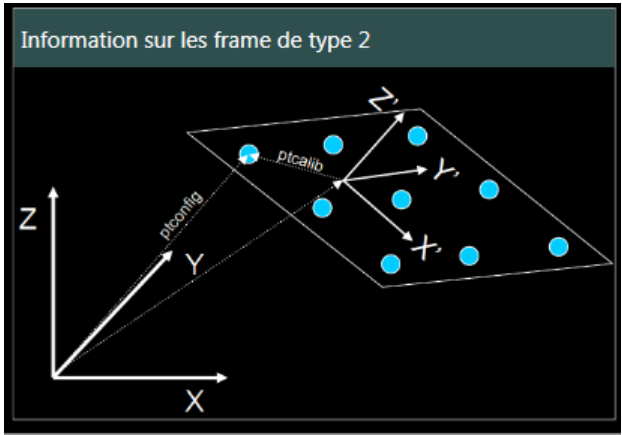 Information sur les frame de type 2
Z'
ptcalib
Y'
ptconfig
Z
X'
Y
X